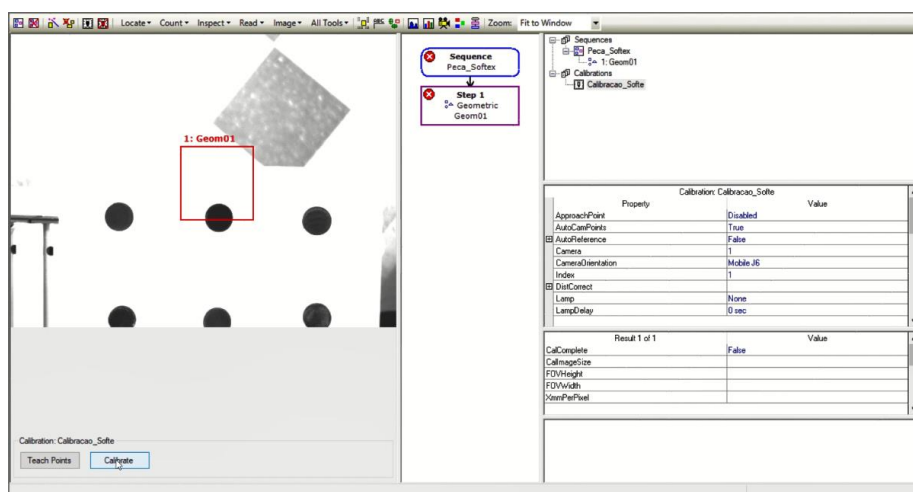 Locate Count Inspect Read Image All Tools Zoom: Fit to Window
1: Geom01
Calibration: Calibracao_Softe
Teach Points Calibrate
Sequence
Peca_Softex
Step 1
Geometric
Geom01
Sequences
Peca_Softex
1: Geom01
Calibrations
Calibracao_Softe
Calibration: Calibracao_Softe
Property Value
ApproachPoint Disabled
AutoCamPoints True
AutoReference False
Camera 1
CameraOrientation Mobile J6
Index 1
DistCorrect
Lamp None
LampDelay 0 sec
Result 1 of 1 Value
CalComplete False
CalImageSize
FOVHeight
FOVWidth
XmmPerPixel